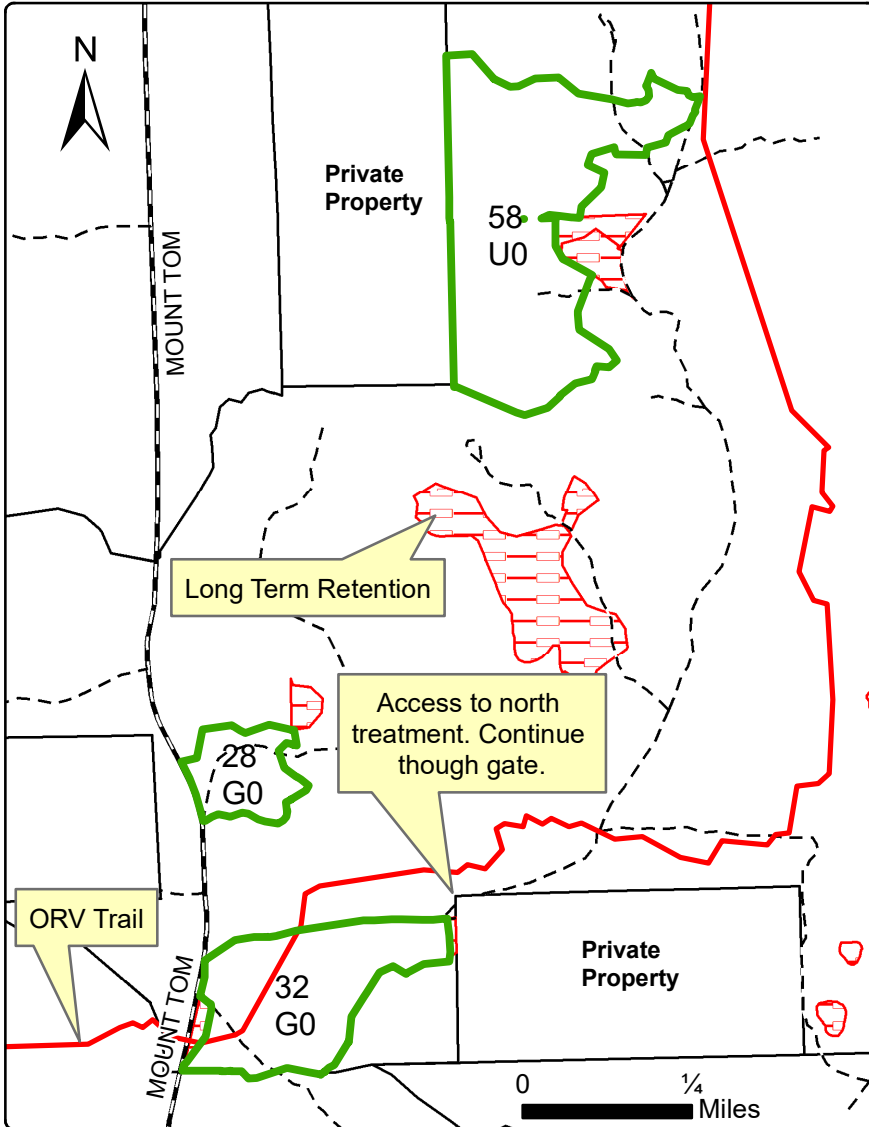 N
Private
Property
58
U0
MOUNT TOM
Long Term Retention
Access to north
treatment. Continue
though gate.
28
G0
ORV Trail
32
G0
Private
Property
MOUNT TOM
0 ¼
Miles